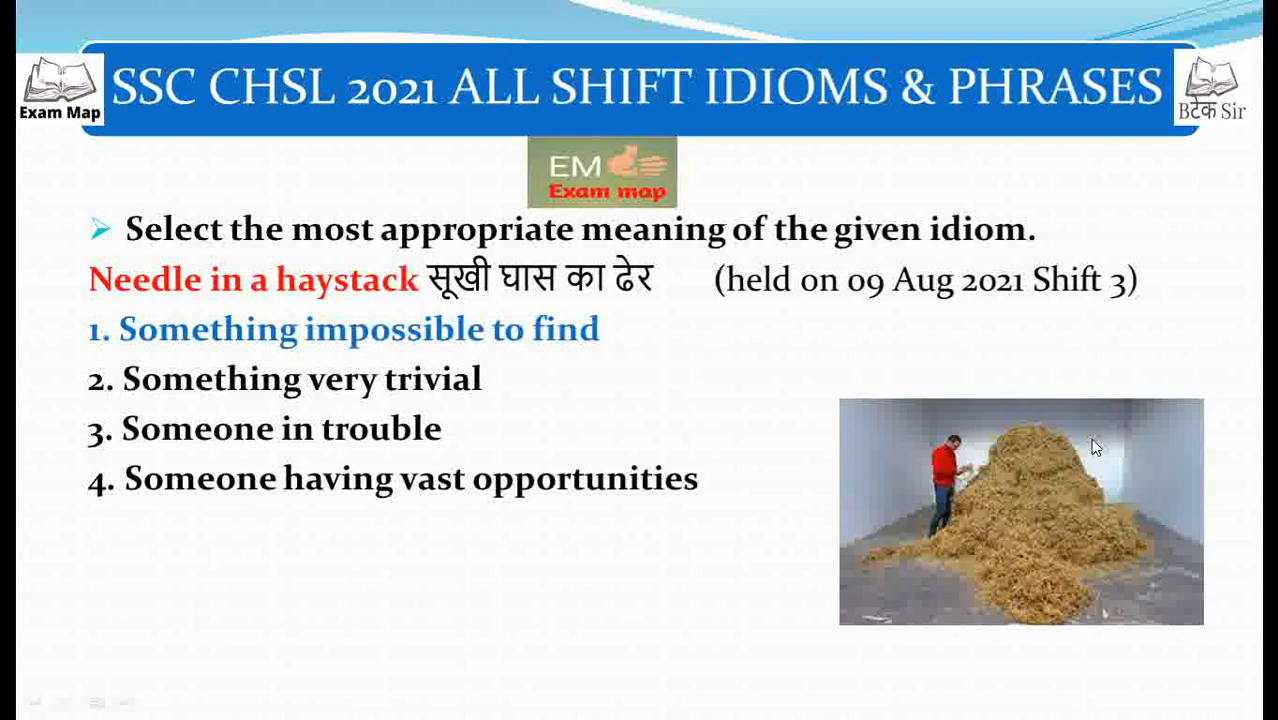 SSC CHSL 2021 ALL SHIFT IDIOMS & PHRASES
Exam Map
Bटेक Sir
EM
Exam map
Select the most appropriate meaning of the given idiom.
Needle in a haystack सूखी घास का ढेर (held on 09 Aug 2021 Shift 3)
1. Something impossible to find
2. Something very trivial
3. Someone in trouble
4. Someone having vast opportunities